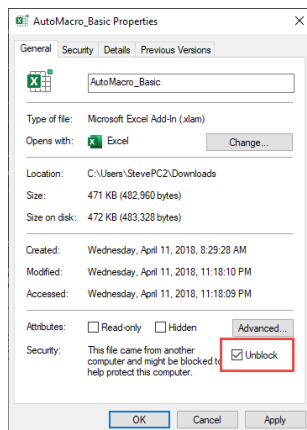 AutoMacro_Basic Properties
General Security Details Previous Versions
AutoMacro_Basic
Type of file: Microsoft Excel Add-In (.xlam)
Opens with: Excel Change...
Location: C:\Users\StevePC2\Downloads
Size: 471 KB (482,960 bytes)
Size on disk: 472 KB (483,328 bytes)
Created: Wednesday, April 11, 2018, 8:29:28 AM
Modified: Wednesday, April 11, 2018, 11:18:10 PM
Accessed: Wednesday, April 11, 2018, 11:18:09 PM
Attributes: Read-only Hidden Advanced...
Security: This file came from another
computer and might be blocked to
help protect this computer.
Unblock
OK Cancel Apply